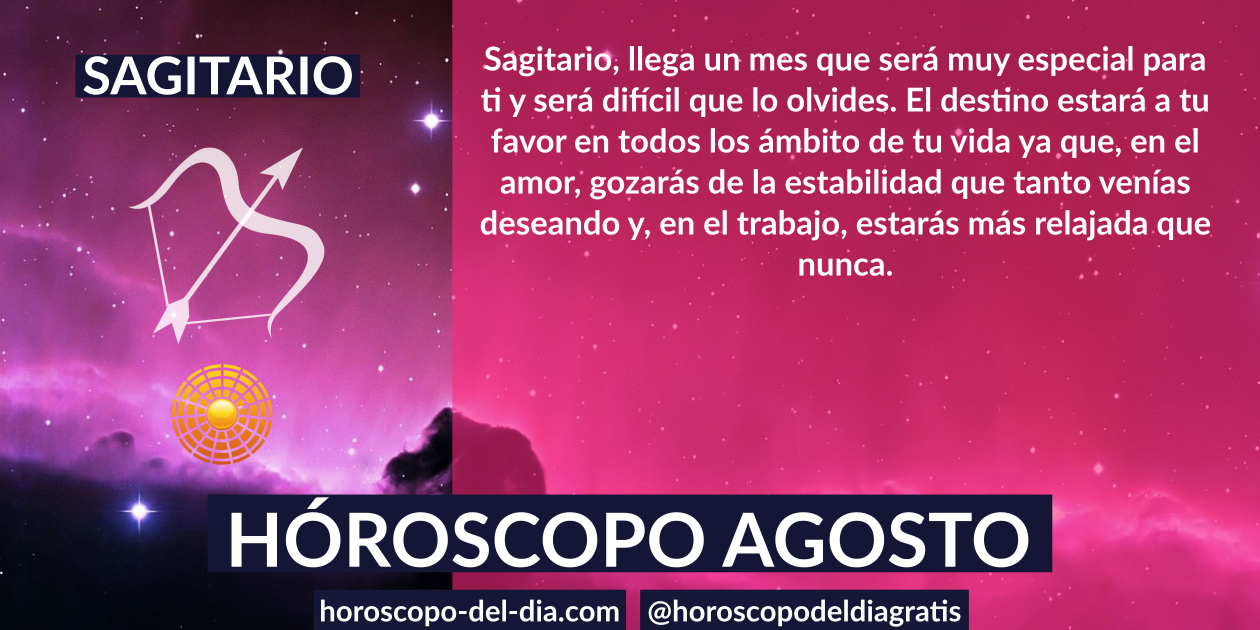 SAGITARIO
Sagitario, llega un mes que será muy especial para
ti y será difícil que lo olvides. El destino estará a tu
favor en todos los ámbito de tu vida ya que, en el
amor, gozarás de la estabilidad que tanto venías
deseando y, en el trabajo, estarás más relajada que
nunca.
HÓROSCOPO AGOSTO
horoscopo-del-dia.com
@horoscopodeldiagratis